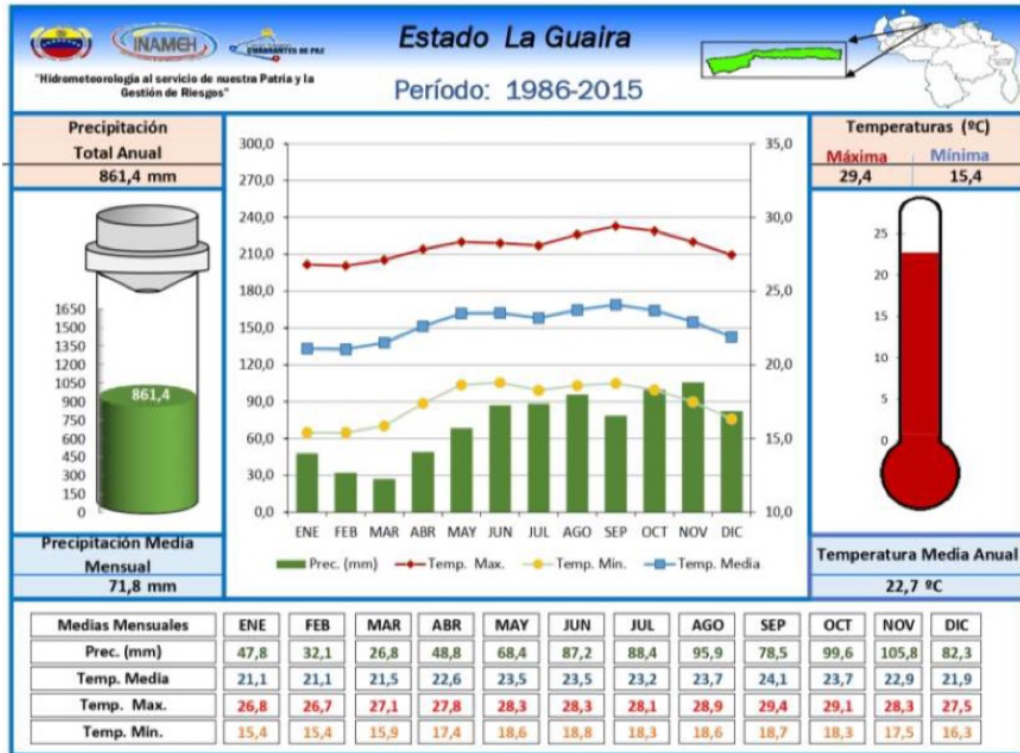 Estado La Guaira
INAMEH
"Hidrometeorología al servicio de nuestra Patria y la
Gestión de Riesgos"
Período: 1986-2015
Precipitación
Total Anual
861,4 mm
1650
1500
1350
1200
1050
900
750
600
450
300
150
0
861,4
Precipitación Media
Mensual
71,8 mm
300,0
270,0
240,0
210,0
180,0
150,0
120,0
90,0
60,0
30,0
0,0
35,0
30,0
25,0
20,0
15,0
10,0
ENE FEB MAR ABR MAY JUN JUL AGO SEP OCT NOV DIC
Prec. (mm) Temp. Max. Temp. Min. Temp. Media
Temperaturas (ºC)
Máxima Mínima
29,4 15,4
25
20
15
10
5
0
Temperatura Media Anual
22,7 ºC
Medias Mensuales ENE FEB MAR ABR MAY JUN JUL AGO SEP OCT NOV DIC
Prec. (mm) 47,8 32,1 26,8 48,8 68,4 87,2 88,4 95,9 78,5 99,6 105,8 82,3
Temp. Media 21,1 21,1 21,5 22,6 23,5 23,5 23,2 23,7 24,1 23,7 22,9 21,9
Temp. Max. 26,8 26,7 27,1 27,8 28,3 28,3 28,1 28,9 29,4 29,1 28,3 27,5
Temp. Mín. 15,4 15,4 15,9 17,4 18,6 18,8 18,3 18,6 18,7 18,3 17,5 16,3